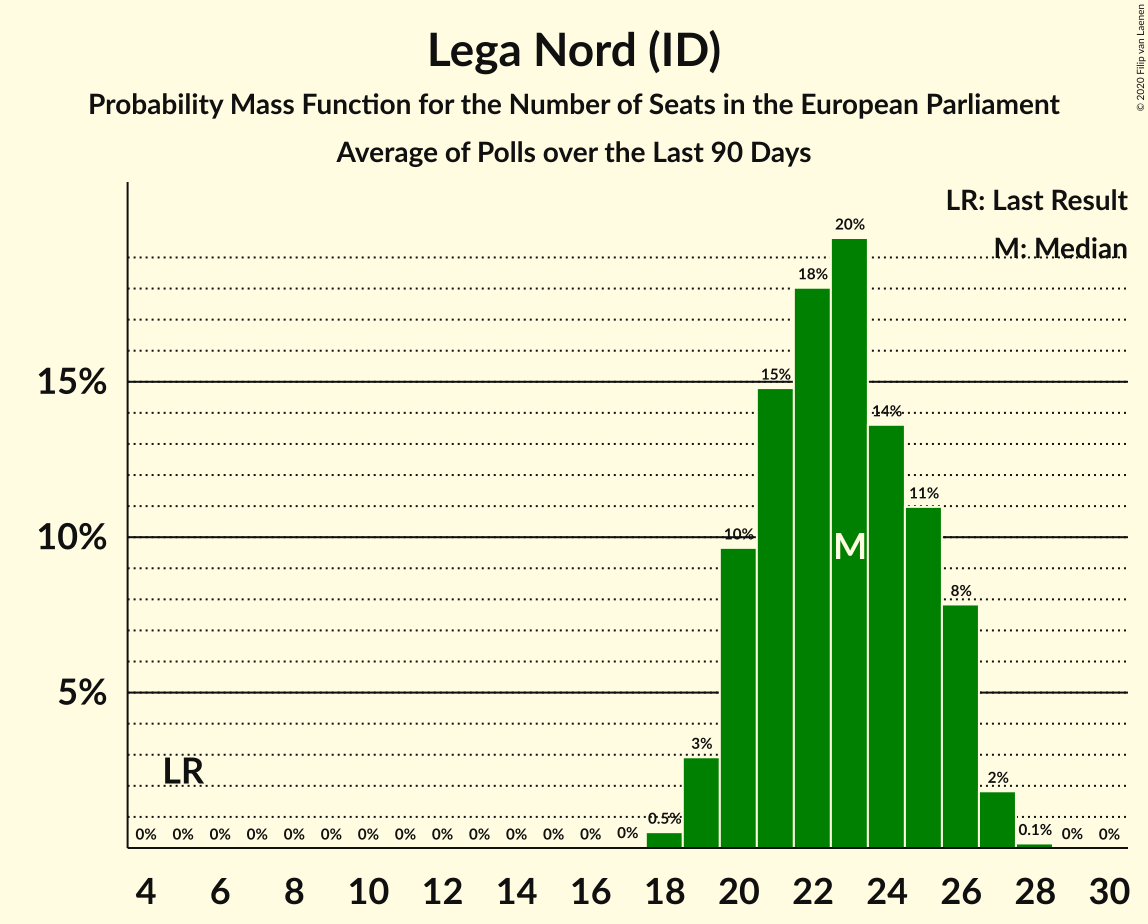 Lega Nord (ID)
Probability Mass Function for the Number of Seats in the European Parliament
Average of Polls over the Last 90 Days
© 2020 Filip van Laenen
LR: Last Result
M: Median
20%
18%
15%
15%
14%
11%
10%
10%
M
8%
5%
3%
LR
2%
0% 0% 0% 0% 0% 0% 0% 0% 0% 0% 0% 0% 0% 0% 0.5% 0.1% 0% 0%
4 6 8 10 12 14 16 18 20 22 24 26 28 30